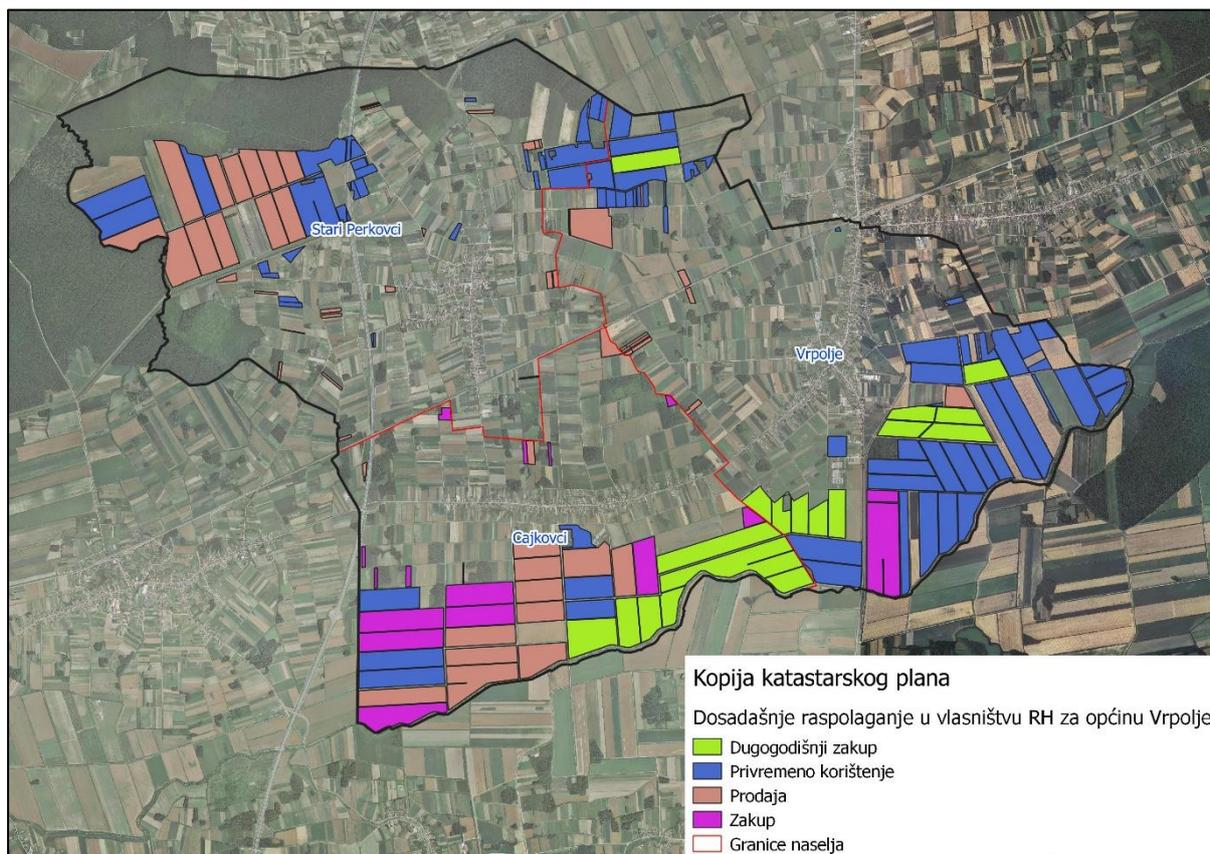 Stari Perkovci
Vrpolje
Čajkovci
Kopija katastarskog plana
Dosadašnje raspolaganje u vlasništvu RH za općinu Vrpolje
Dugogodišnji zakup
Privremeno korištenje
Prodaja
Zakup
Granice naselja